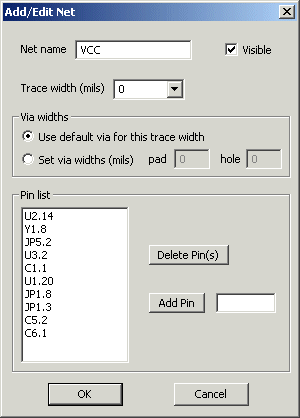 Add/Edit Net
Net name VCC Visible
Trace width (mils) 0
Via widths
Use default via for this trace width
Set via widths (mils) pad 0 hole 0
Pin list
U2.14
Y1.8
JP5.2
U3.2
C1.1
U1.20
JP1.8
JP1.3
C5.2
C6.1
Delete Pin(s)
Add Pin
OK Cancel